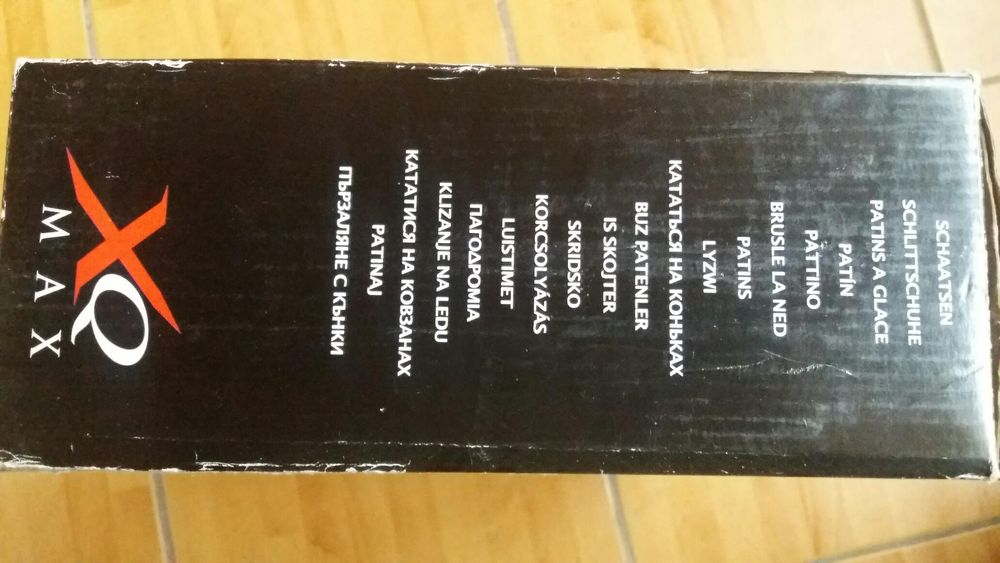 SCHAATSEN
SCHLITTSCHUHE
PATINS A GLACE
PATÍN
PÁTTINO
BRUSLE LA NED
PATINS
LYZWI
КАТАТЬСЯ НА КОНЬКАХ
BUZ PATENLER
IS SKOJTER
SKRIDSKO
KORCSOLYÁZÁS
LUISTIMET
ΠΑΓΟΔΡΟΜΙΑ
KLIZANJE NA LEDU
КАТАТИСЯ НА КОВЗАНАХ
PATINAJ
ПЪРЗАЛЯНЕ С КЪНКИ
XQ
MAX